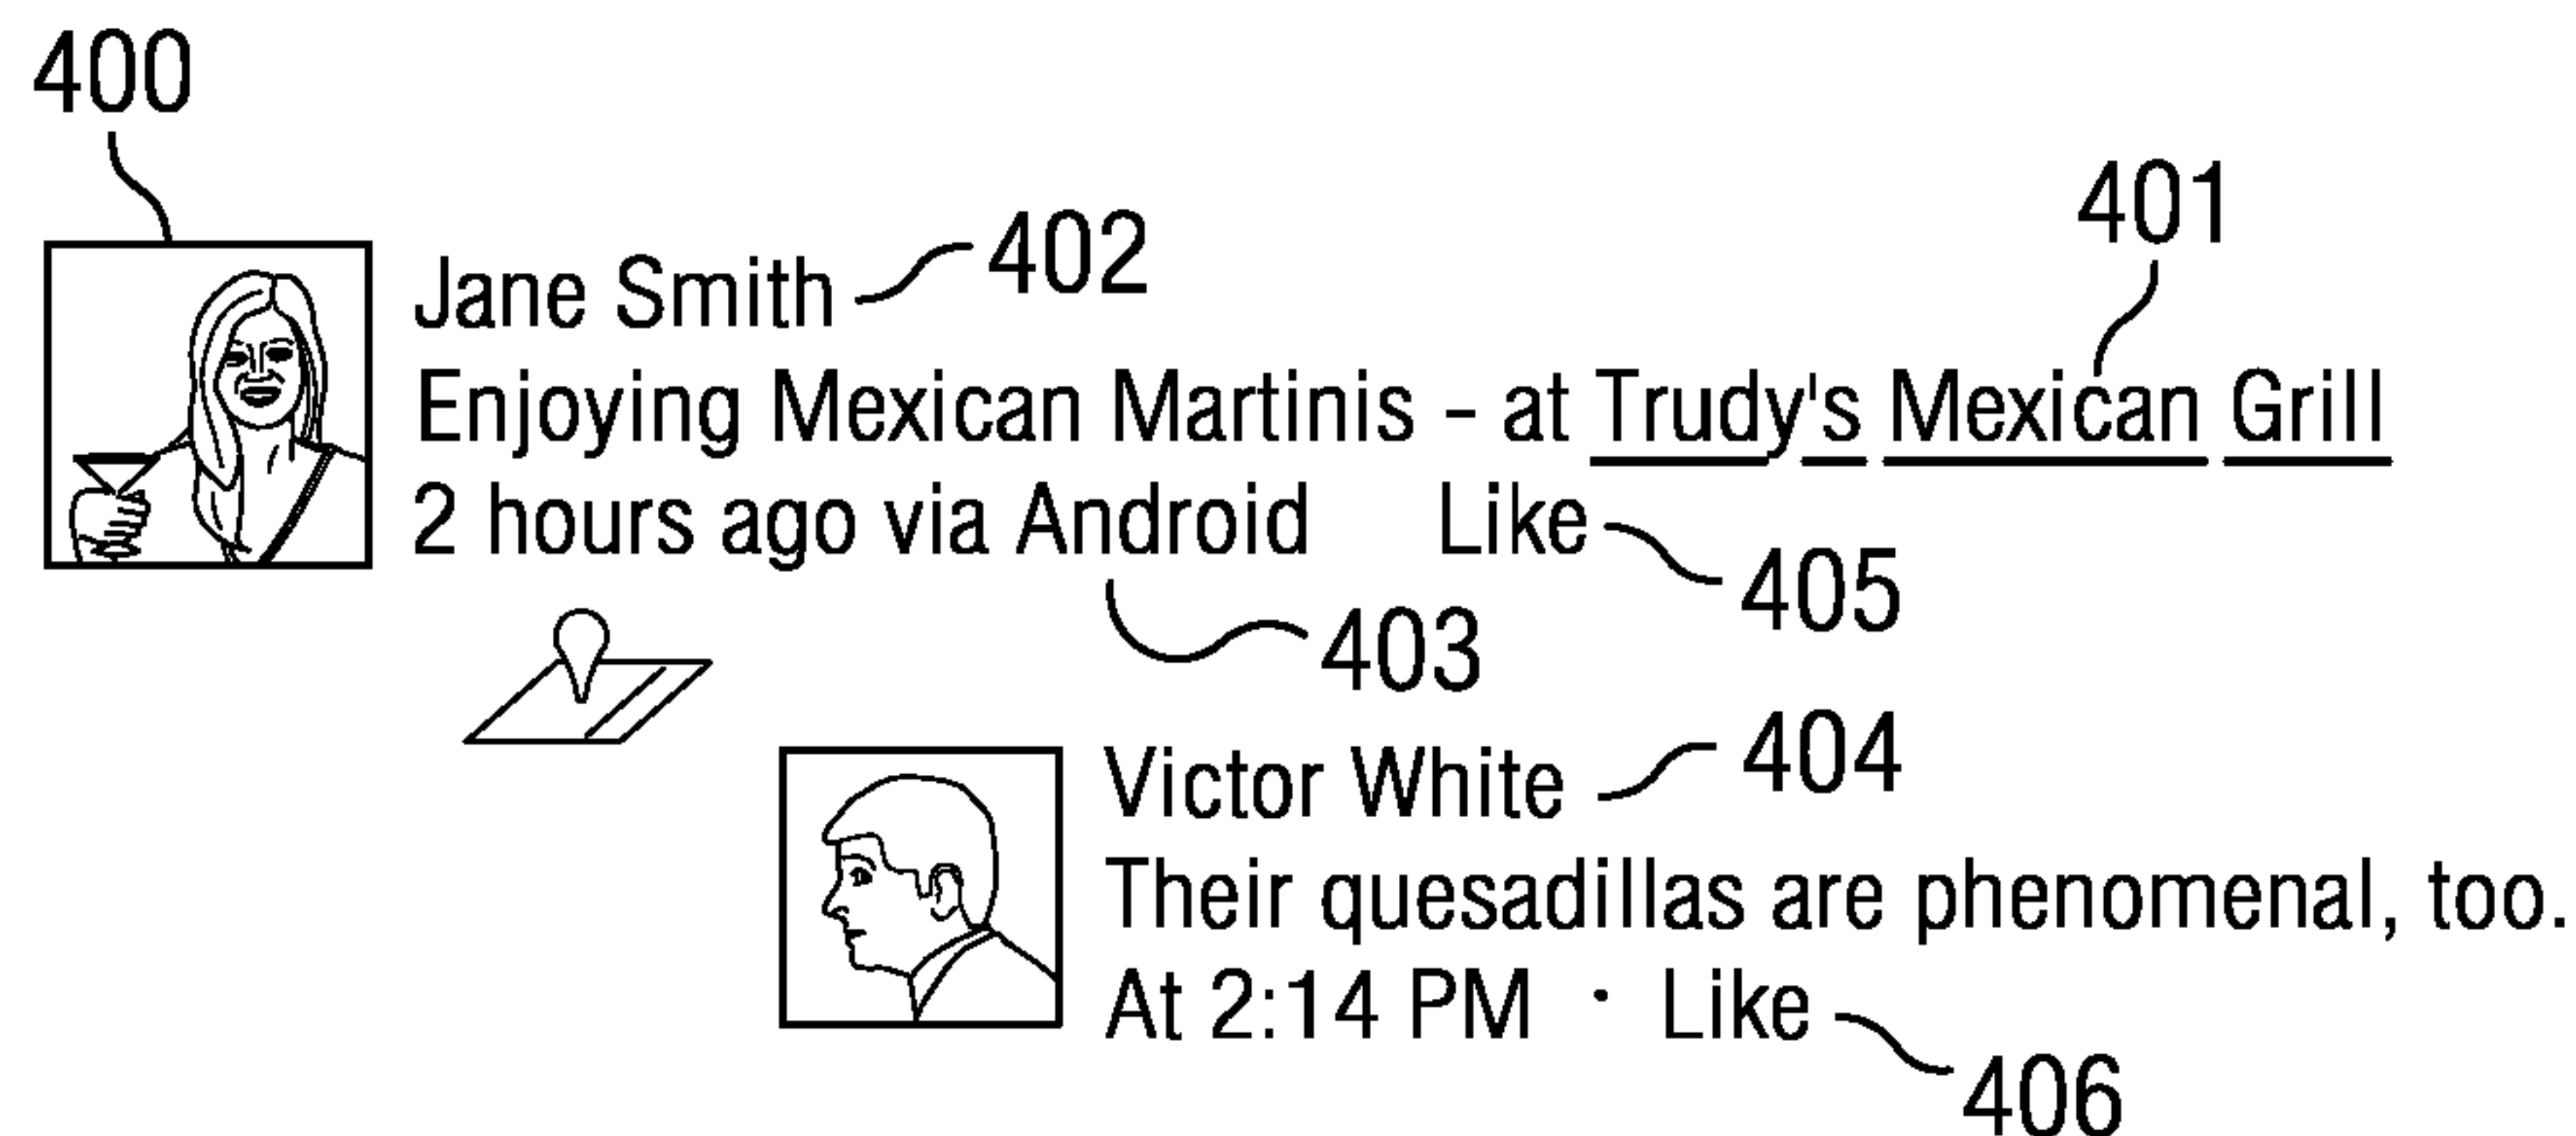 400
401
Jane Smith 402
Enjoying Mexican Martinis - at Trudy's Mexican Grill
2 hours ago via Android Like 405
403
Victor White 404
Their quesadillas are phenomenal, too.
At 2:14 PM · Like
406